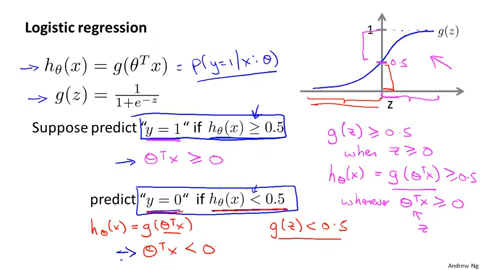 Logistic regression
→ hθ(x) = g(θᵀx) = p(y=1|x;θ)
→ g(z) = 1/(1+e⁻ᶻ)
Suppose predict "y = 1" if hθ(x) ≥ 0.5
→ θᵀx ≥ 0
predict "y = 0" if hθ(x) < 0.5
hθ(x) = g(θᵀx)
→ θᵀx < 0
g(z) < 0.5
1
g(z)
0.5
z
g(z) ≥ 0.5
when z ≥ 0
hθ(x) = g(θᵀx) ≥ 0.5
whenever θᵀx ≥ 0
z
Andrew Ng